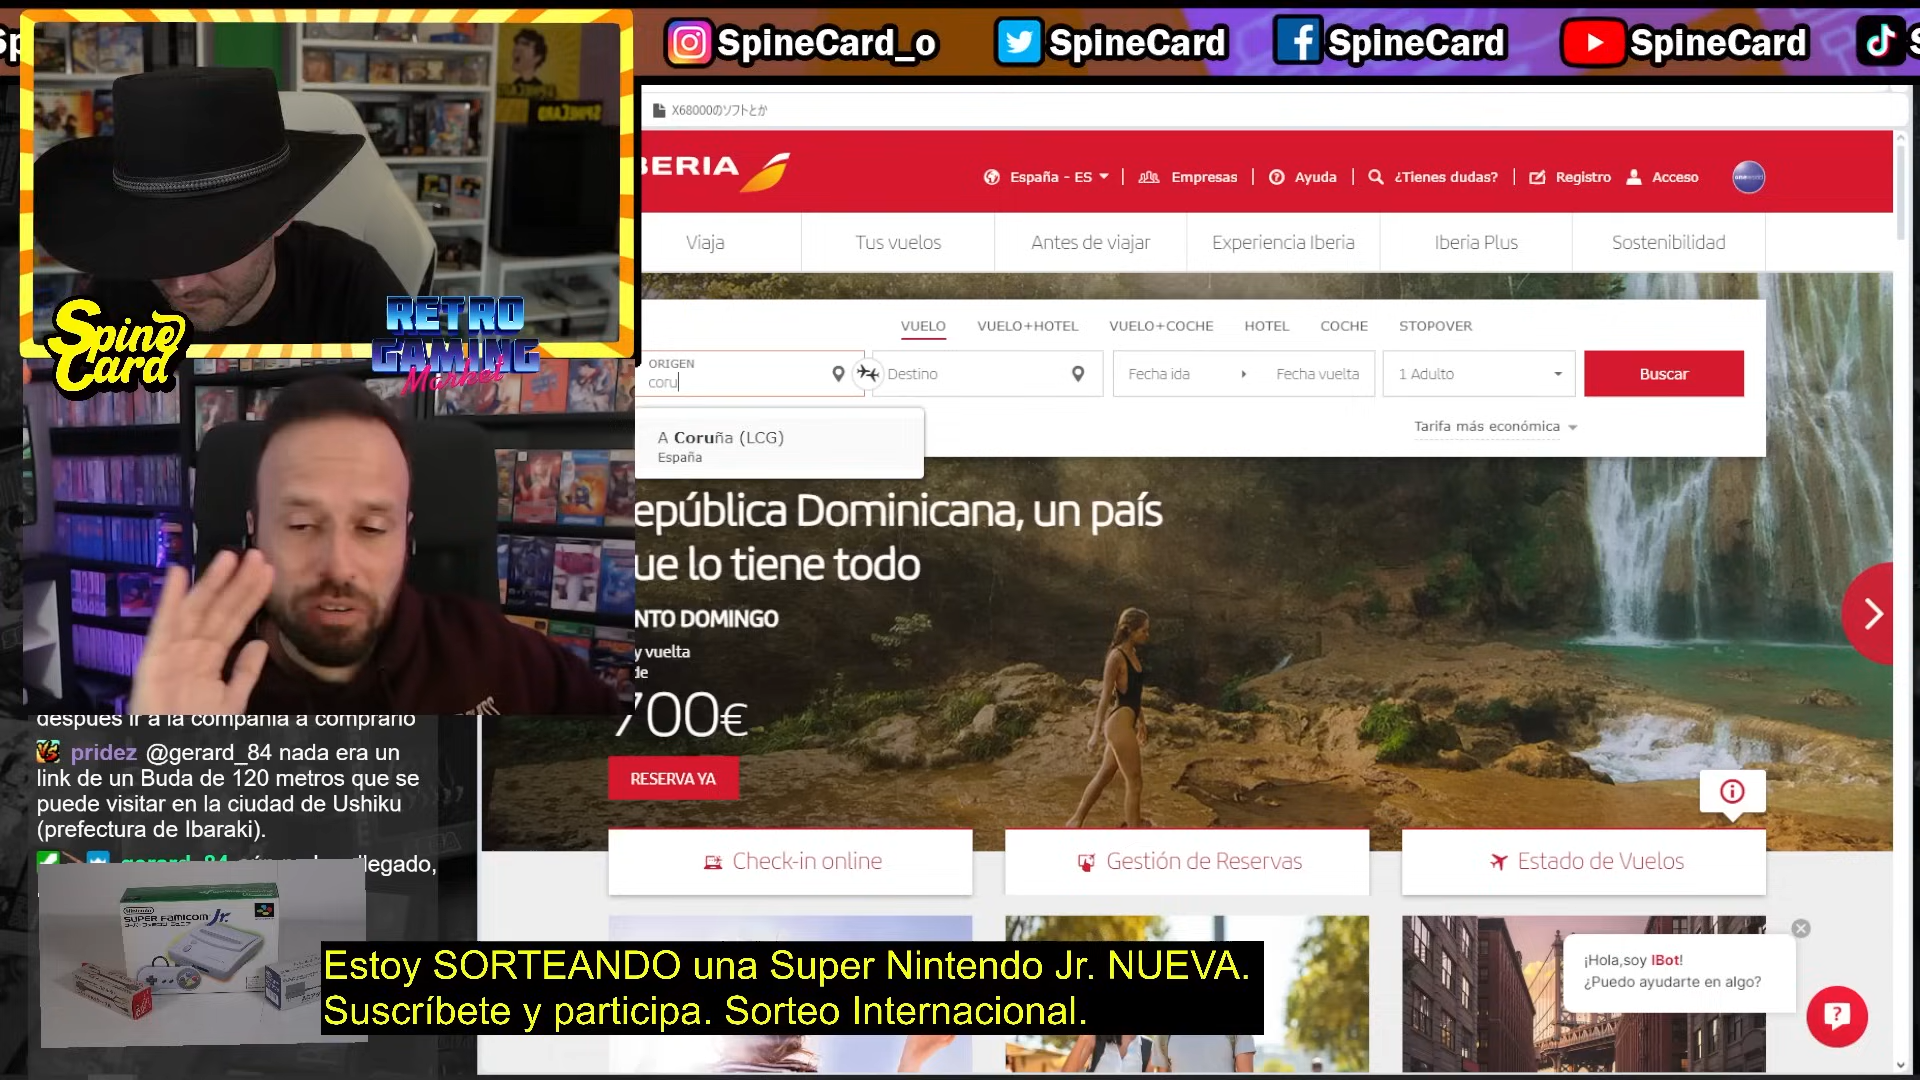 SpineCard_o
SpineCard
SpineCard
SpineCard
X68000のソフトとか
BERIA
España - ES
Empresas
Ayuda
¿Tienes dudas?
Registro
Acceso
Viaja
Tus vuelos
Antes de viajar
Experiencia Iberia
Iberia Plus
Sostenibilidad
VUELO
VUELO+HOTEL
VUELO+COCHE
HOTEL
COCHE
STOPOVER
ORIGEN
coru
Destino
Fecha ida
Fecha vuelta
1 Adulto
Buscar
Tarifa más económica
A Coruña (LCG)
España
epública Dominicana, un país
ue lo tiene todo
NTO DOMINGO
y vuelta
de
700€
RESERVA YA
Check-in online
Gestión de Reservas
Estado de Vuelos
¡Hola,soy IBot!
¿Puedo ayudarte en algo?
Spine
Card
RETRO
GAMING
Market
despues ir a la compañia a comprarlo
pridez @gerard_84 nada era un
link de un Buda de 120 metros que se
puede visitar en la ciudad de Ushiku
(prefectura de Ibaraki).
gerard_84
llegado,
Nintendo
SUPER FAMICOM Jr.
Estoy SORTEANDO una Super Nintendo Jr. NUEVA.
Suscríbete y participa. Sorteo Internacional.